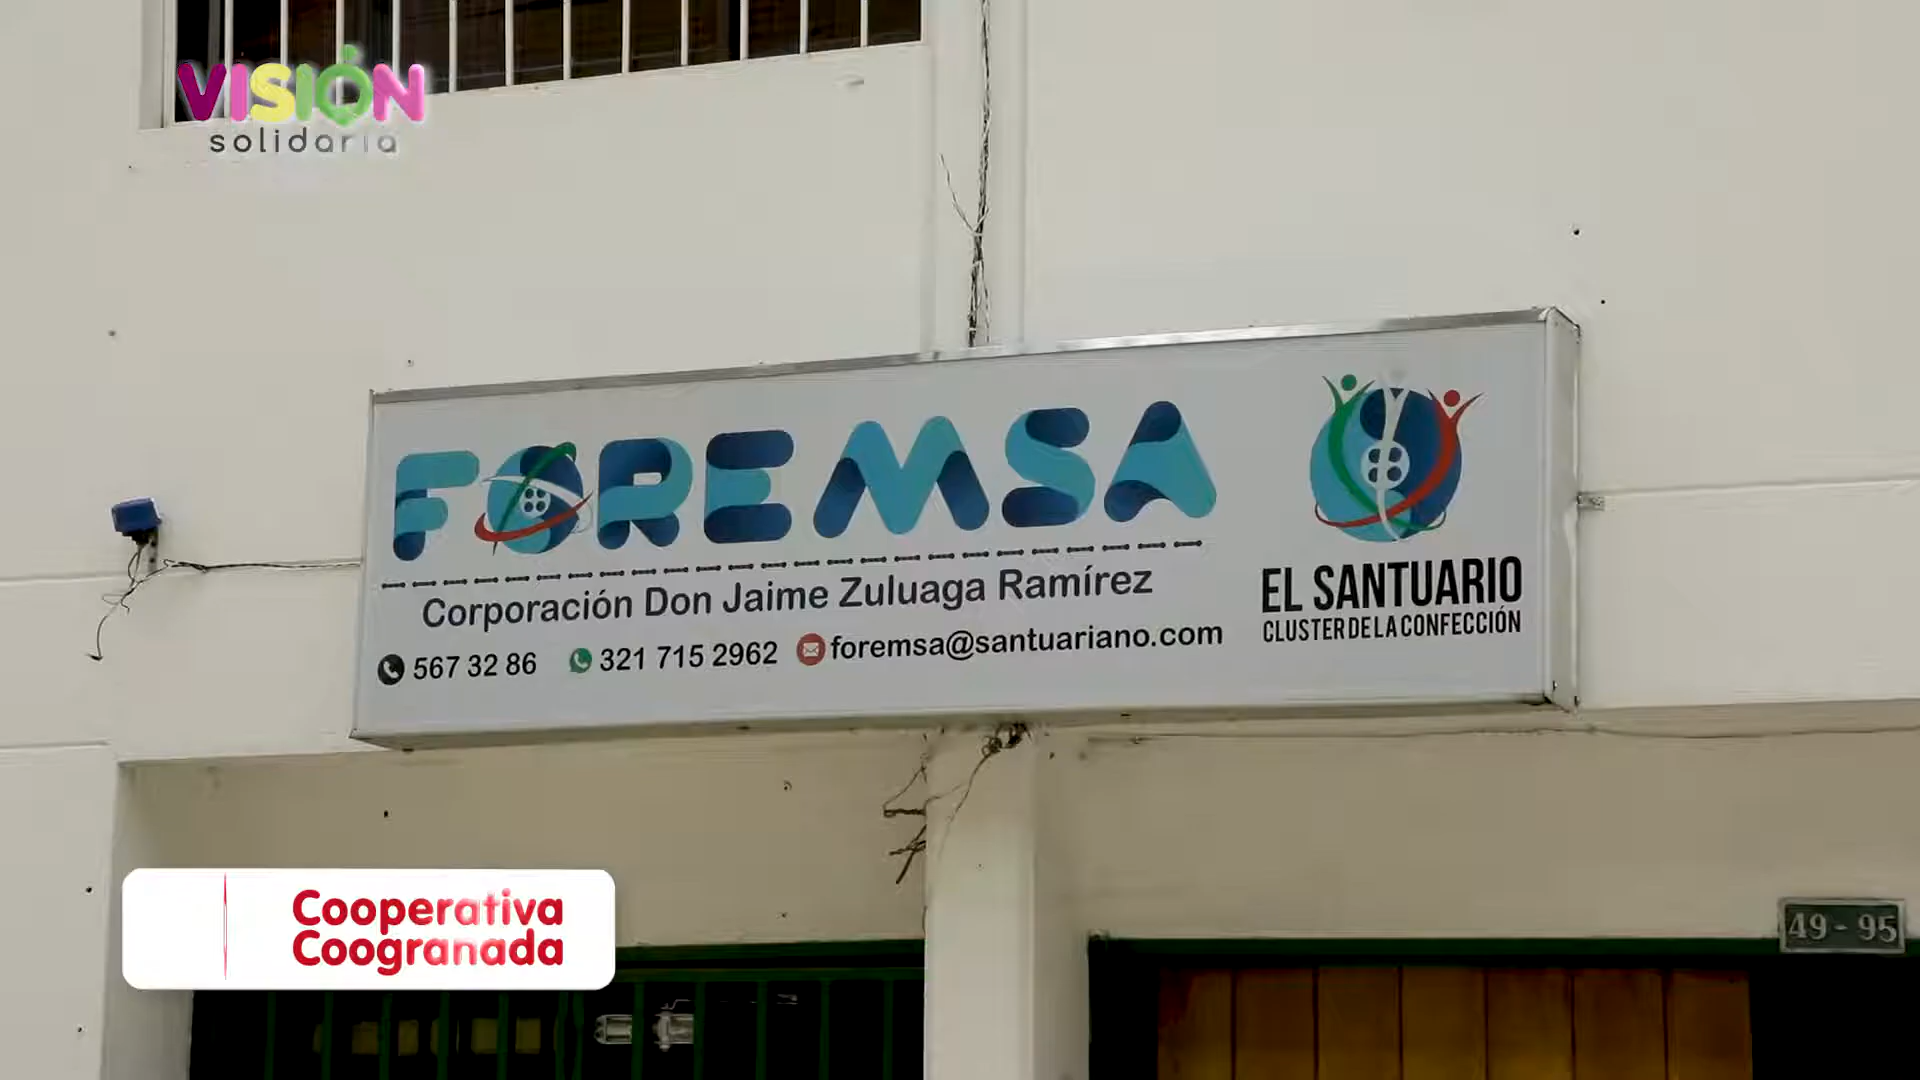 VISIÓN
solidaria
FOREMSA
Corporación Don Jaime Zuluaga Ramírez
567 32 86 321 715 2962 foremsa@santuariano.com
EL SANTUARIO
CLUSTER DE LA CONFECCIÓN
Cooperativa
Coogranada
49 - 95